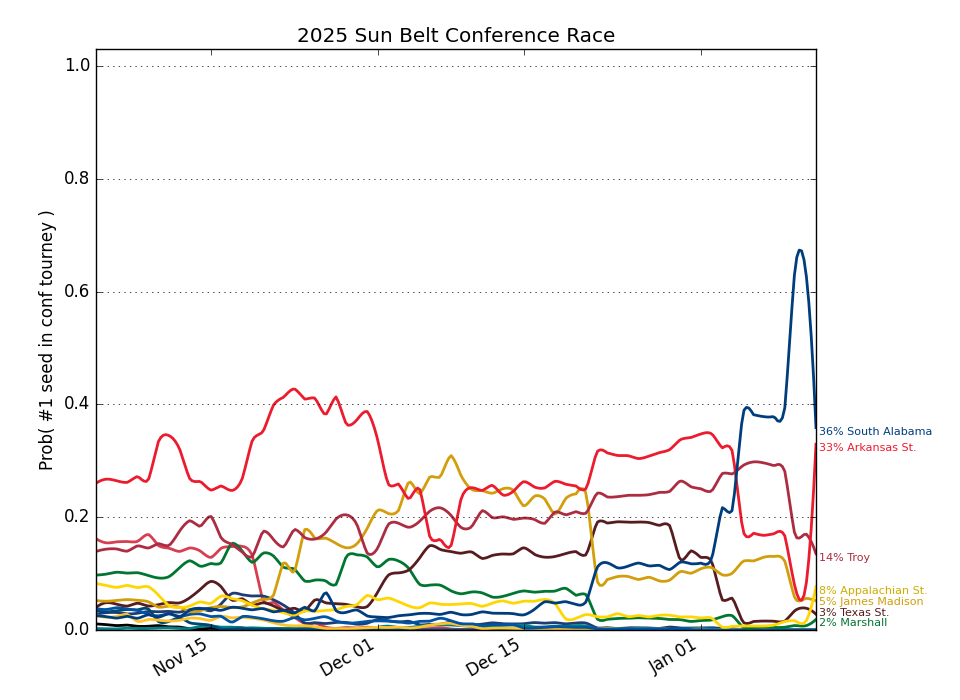 2025 Sun Belt Conference Race
Prob( #1 seed in conf tourney )
1.0
0.8
0.6
0.4
0.2
0.0
Nov 15
Dec 01
Dec 15
Jan 01
36% South Alabama
33% Arkansas St.
14% Troy
8% Appalachian St.
5% James Madison
3% Texas St.
2% Marshall